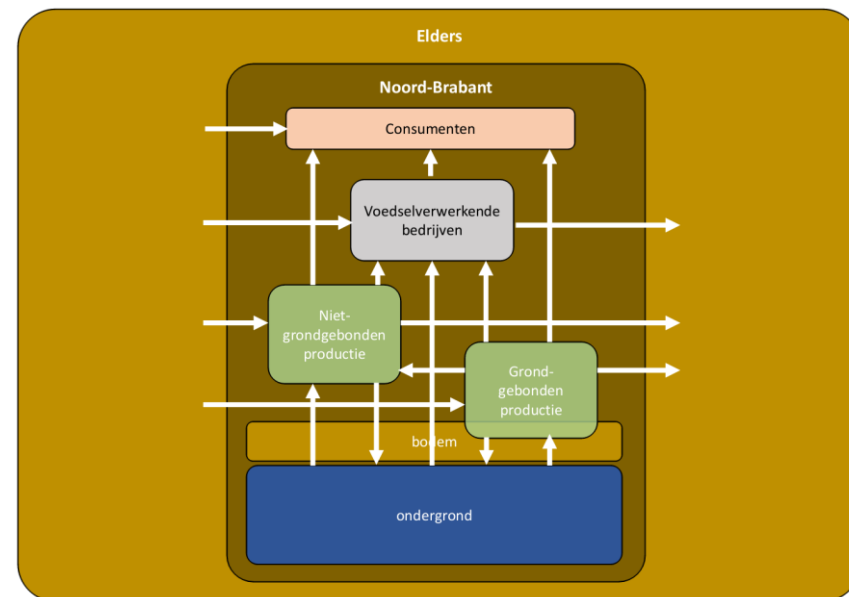 Elders
Noord-Brabant
Consumenten
Voedselverwerkende
bedrijven
Niet-
grondgebonden
productie
Grond-
gebonden
productie
bodem
ondergrond